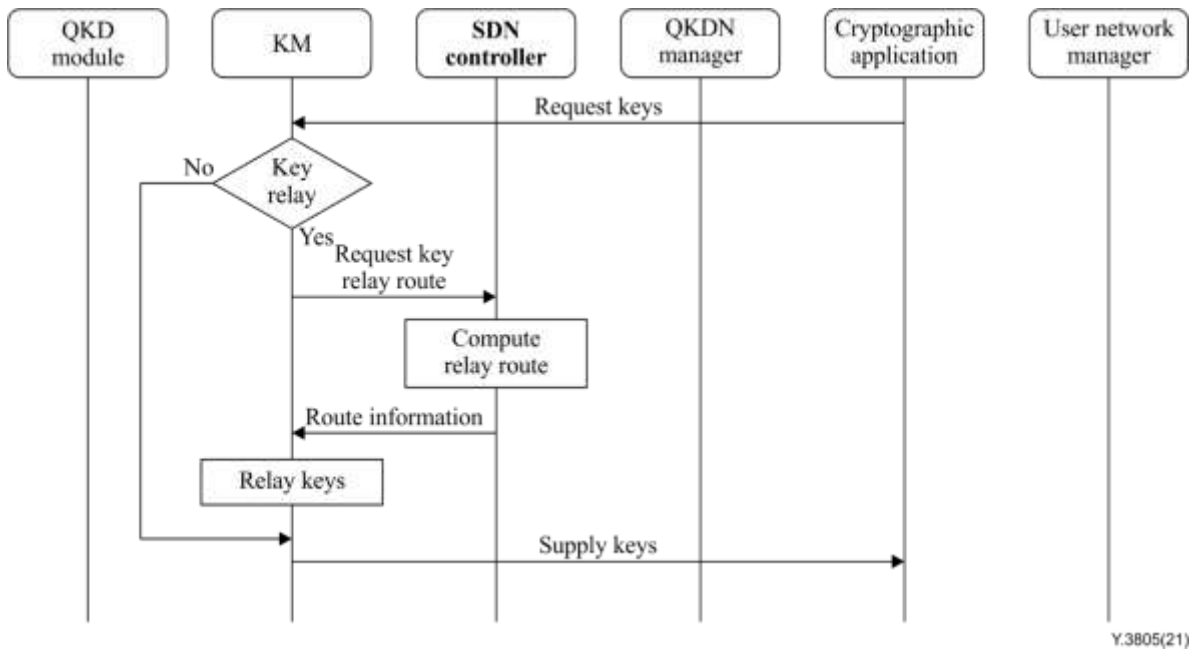 QKD
module
KM
SDN
controller
QKDN
manager
Cryptographic
application
User network
manager
Request keys
No
Key
relay
Yes
Request key
relay route
Compute
relay route
Route information
Relay keys
Supply keys
Y.3805(21)